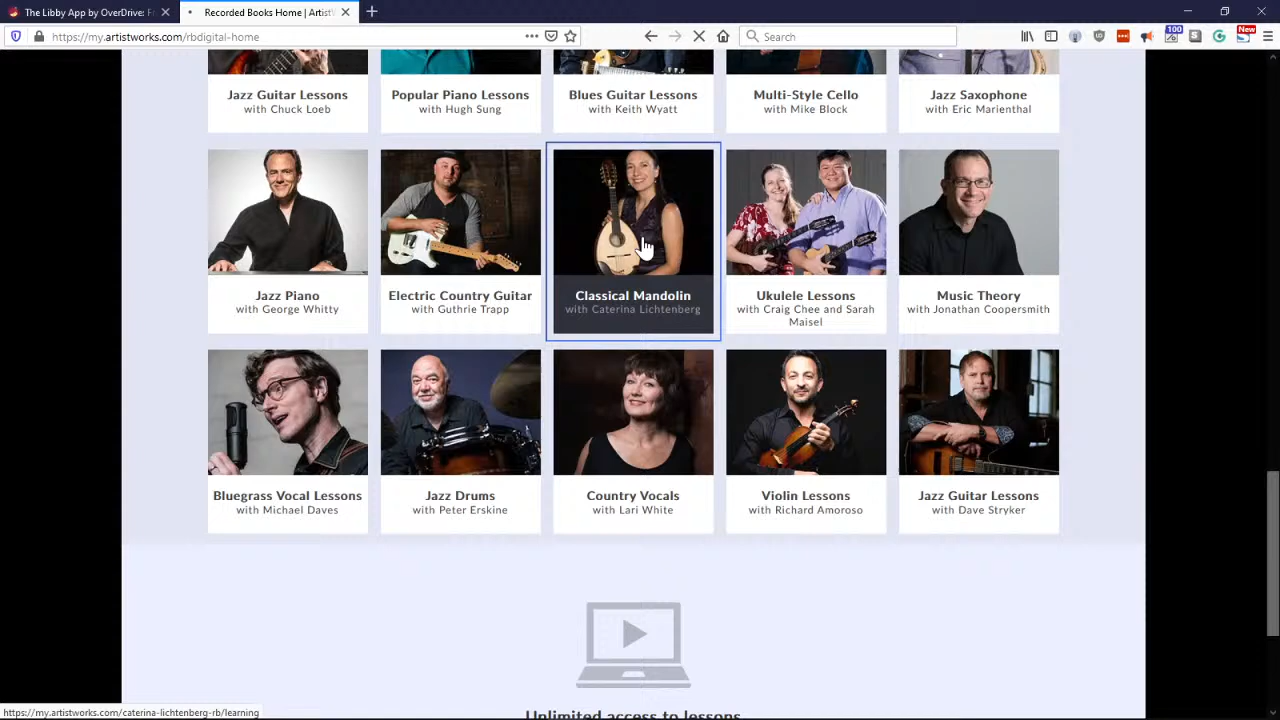 The Libby App by OverDrive: Fr
Recorded Books Home | ArtistW
https://my.artistworks.com/rbdigital-home
Search
100
New
Jazz Guitar Lessons
with Chuck Loeb
Popular Piano Lessons
with Hugh Sung
Blues Guitar Lessons
with Keith Wyatt
Multi-Style Cello
with Mike Block
Jazz Saxophone
with Eric Marienthal
Jazz Piano
with George Whitty
Electric Country Guitar
with Guthrie Trapp
Classical Mandolin
with Caterina Lichtenberg
Ukulele Lessons
with Craig Chee and Sarah
Maisel
Music Theory
with Jonathan Coopersmith
Bluegrass Vocal Lessons
with Michael Daves
Jazz Drums
with Peter Erskine
Country Vocals
with Lari White
Violin Lessons
with Richard Amoroso
Jazz Guitar Lessons
with Dave Stryker
Unlimited access to lessons
https://my.artistworks.com/caterina-lichtenberg-rb/learning